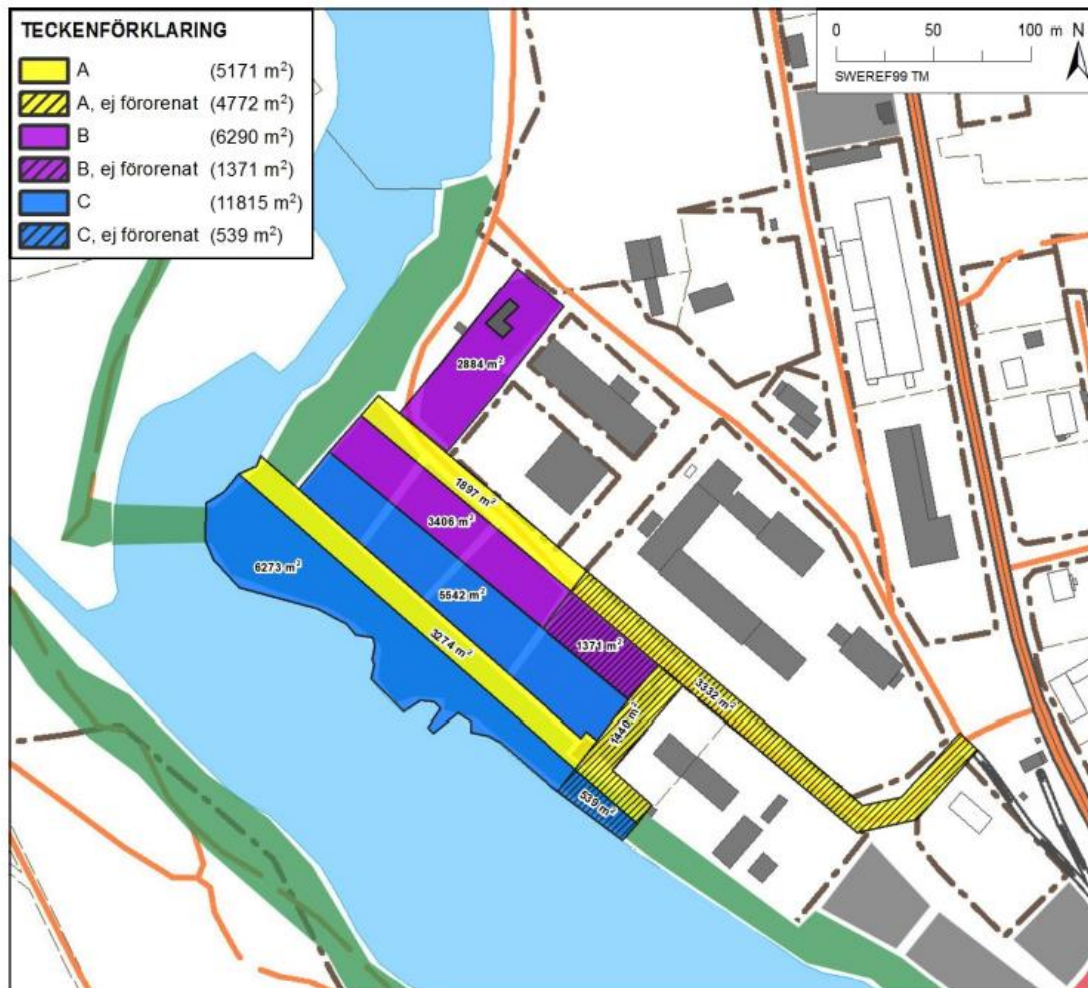 TECKENFÖRKLARING
A (5171 m²)
A, ej förorenat (4772 m²)
B (6290 m²)
B, ej förorenat (1371 m²)
C (11815 m²)
C, ej förorenat (539 m²)
0 50 100 m N
SWEREF99 TM
2884 m²
1897 m²
3406 m²
6273 m²
5542 m²
3274 m²
1371 m²
3332 m²
1440 m²
539 m²